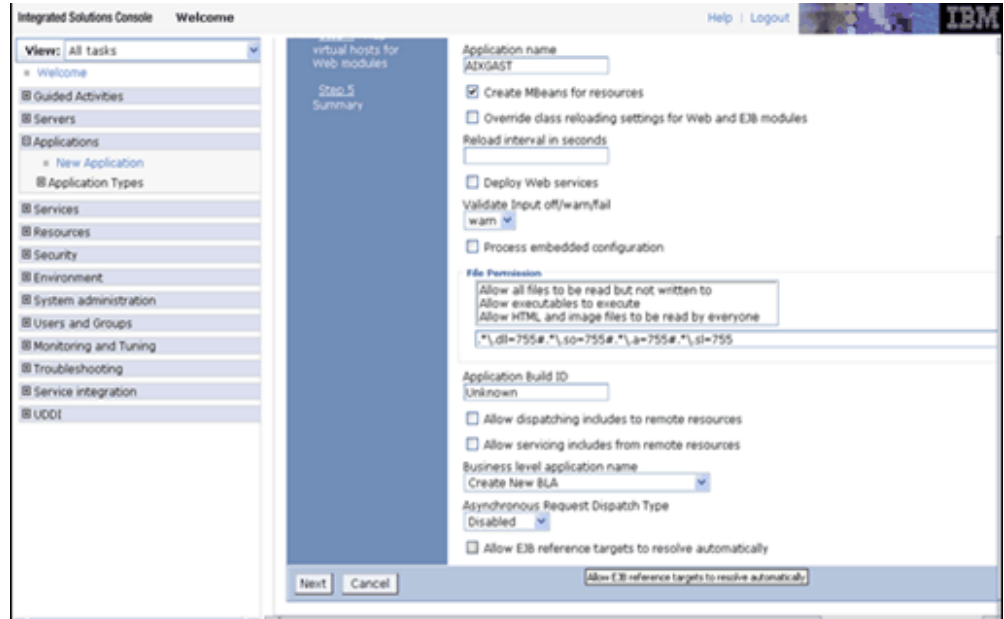 Integrated Solutions Console Welcome Help | Logout IBM
View: All tasks
Welcome
Guided Activities
Servers
Applications
New Application
Application Types
Services
Resources
Security
Environment
System administration
Users and Groups
Monitoring and Tuning
Troubleshooting
Service integration
UDDI
virtual hosts for
Web modules
Step 5
Summary
Application name
AIXGAST
Create MBeans for resources
Override class reloading settings for Web and EJB modules
Reload interval in seconds
Deploy Web services
Validate Input off/warn/fail
warn
Process embedded configuration
File Permission
Allow all files to be read but not written to
Allow executables to execute
Allow HTML and image files to be read by everyone
.*\.dll=755#.*\.so=755#.*\.a=755#.*\.sl=755
Application Build ID
Unknown
Allow dispatching includes to remote resources
Allow servicing includes from remote resources
Business level application name
Create New BLA
Asynchronous Request Dispatch Type
Disabled
Allow EJB reference targets to resolve automatically
Allow EJB reference targets to resolve automatically
Next Cancel